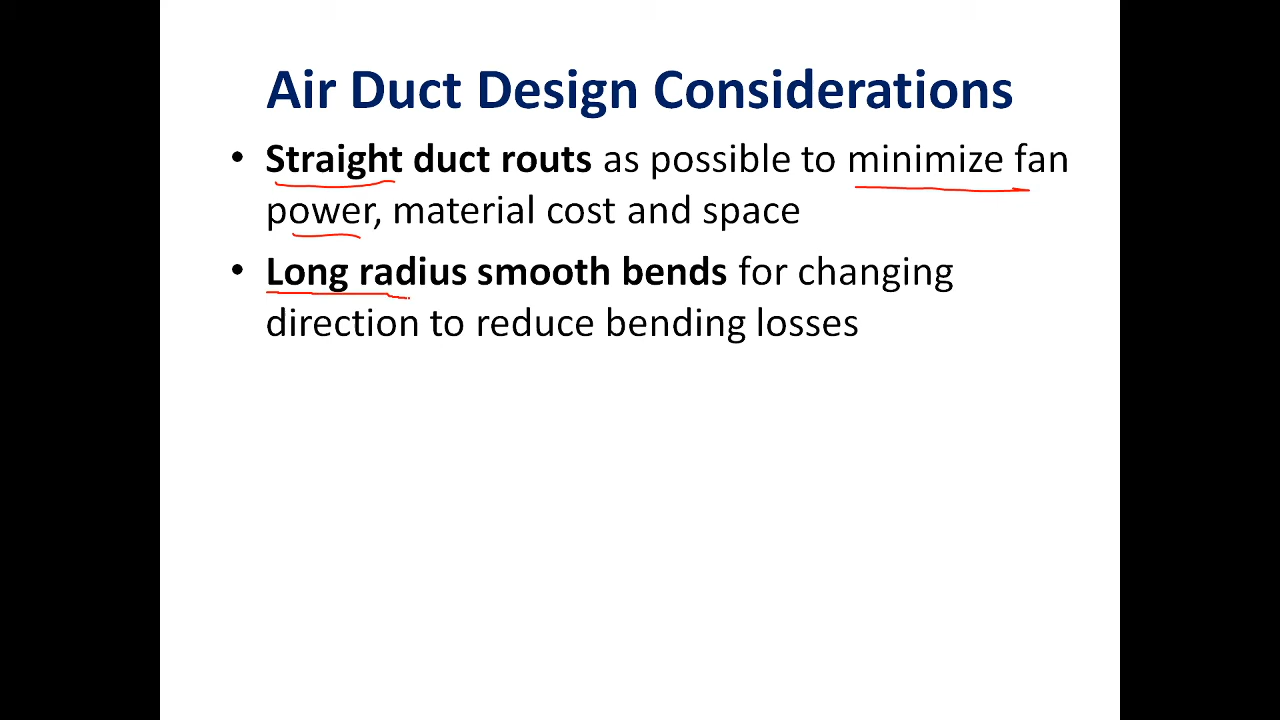 Air Duct Design Considerations
• Straight duct routs as possible to minimize fan
power, material cost and space
• Long radius smooth bends for changing
direction to reduce bending losses